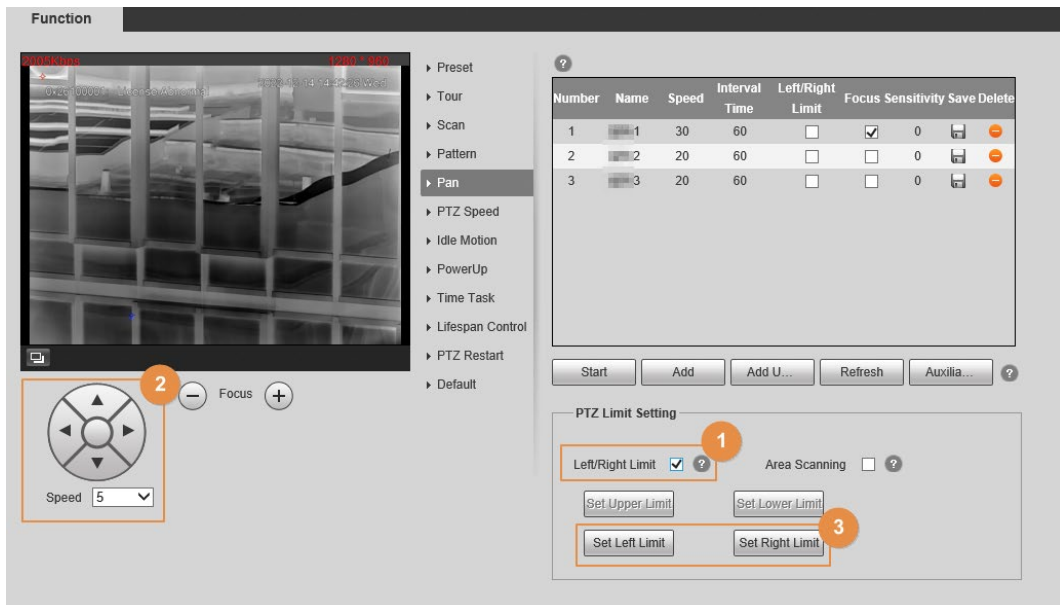 Function
1280 * 960
Preset
Tour
Scan
Pattern
Pan
PTZ Speed
Idle Motion
PowerUp
Time Task
Lifespan Control
PTZ Restart
Default
2
Focus
Speed 5
?
Number Name Speed Interval Time Left/Right Limit Focus Sensitivity Save Delete
1 1 30 60 0
2 2 20 60 0
3 3 20 60 0
Start Add Add U... Refresh Auxilia... ?
PTZ Limit Setting
1
Left/Right Limit ? Area Scanning ?
Set Upper Limit Set Lower Limit
3
Set Left Limit Set Right Limit